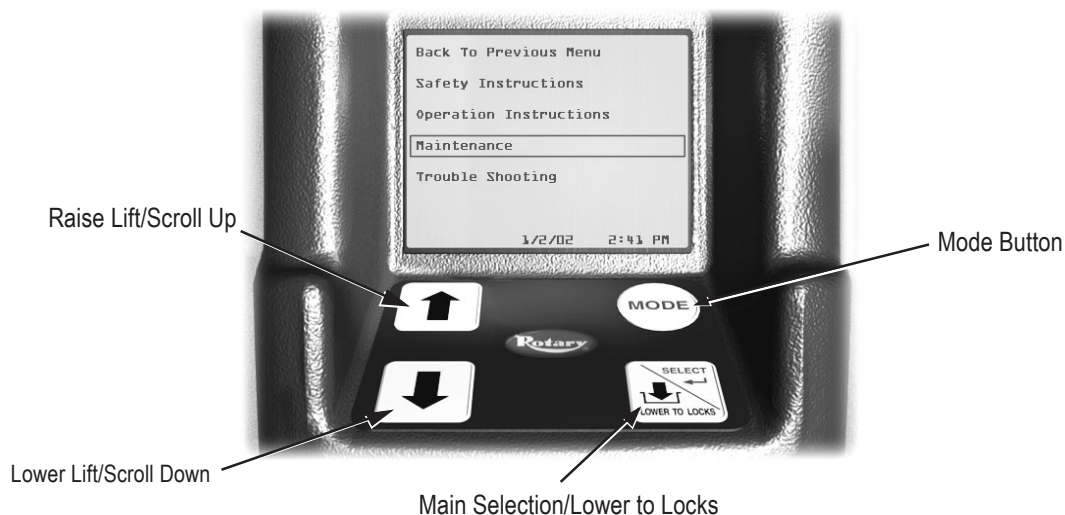 Back To Previous Menu
Safety Instructions
Operation Instructions
Maintenance
Trouble Shooting
1/2/02 2:41 PM
Raise Lift/Scroll Up
Mode Button
MODE
Rotary
SELECT
LOWER TO LOCKS
Lower Lift/Scroll Down
Main Selection/Lower to Locks